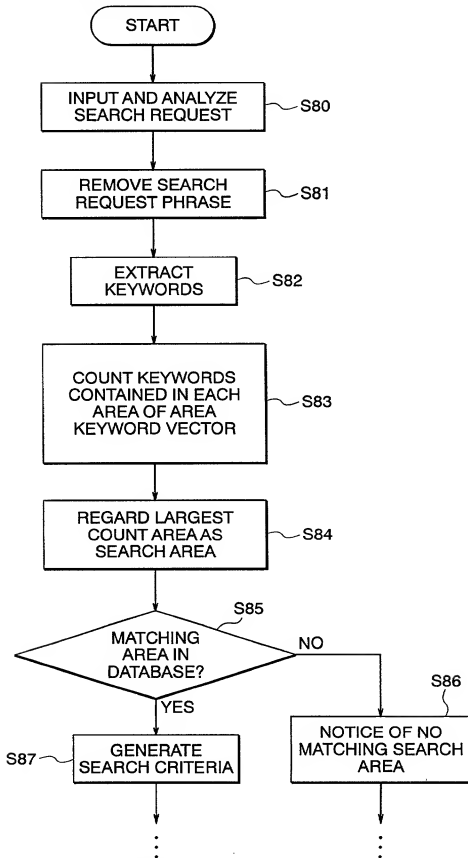 START
INPUT AND ANALYZE
SEARCH REQUEST
S80
REMOVE SEARCH
REQUEST PHRASE
S81
EXTRACT
KEYWORDS
S82
COUNT KEYWORDS
CONTAINED IN EACH
AREA OF AREA
KEYWORD VECTOR
S83
REGARD LARGEST
COUNT AREA AS
SEARCH AREA
S84
S85
MATCHING
AREA IN
DATABASE?
NO
YES
S86
NOTICE OF NO
MATCHING SEARCH
AREA
S87
GENERATE
SEARCH CRITERIA